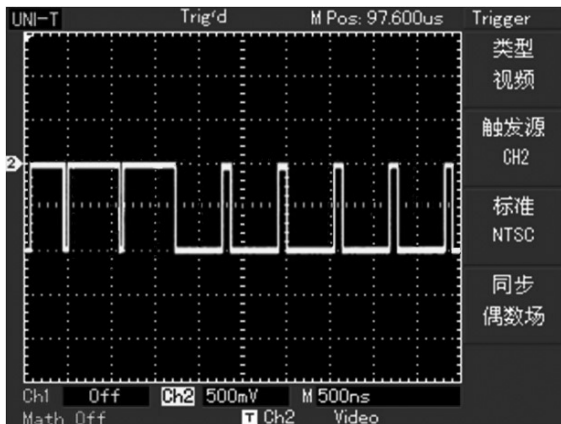 UNI-T Trig'd M Pos: 97.600us Trigger
类型
视频
触发源
CH2
标准
NTSC
同步
偶数场
2
Ch1 Off Ch2 500mV M 500ns
Math Off T Ch2 Video